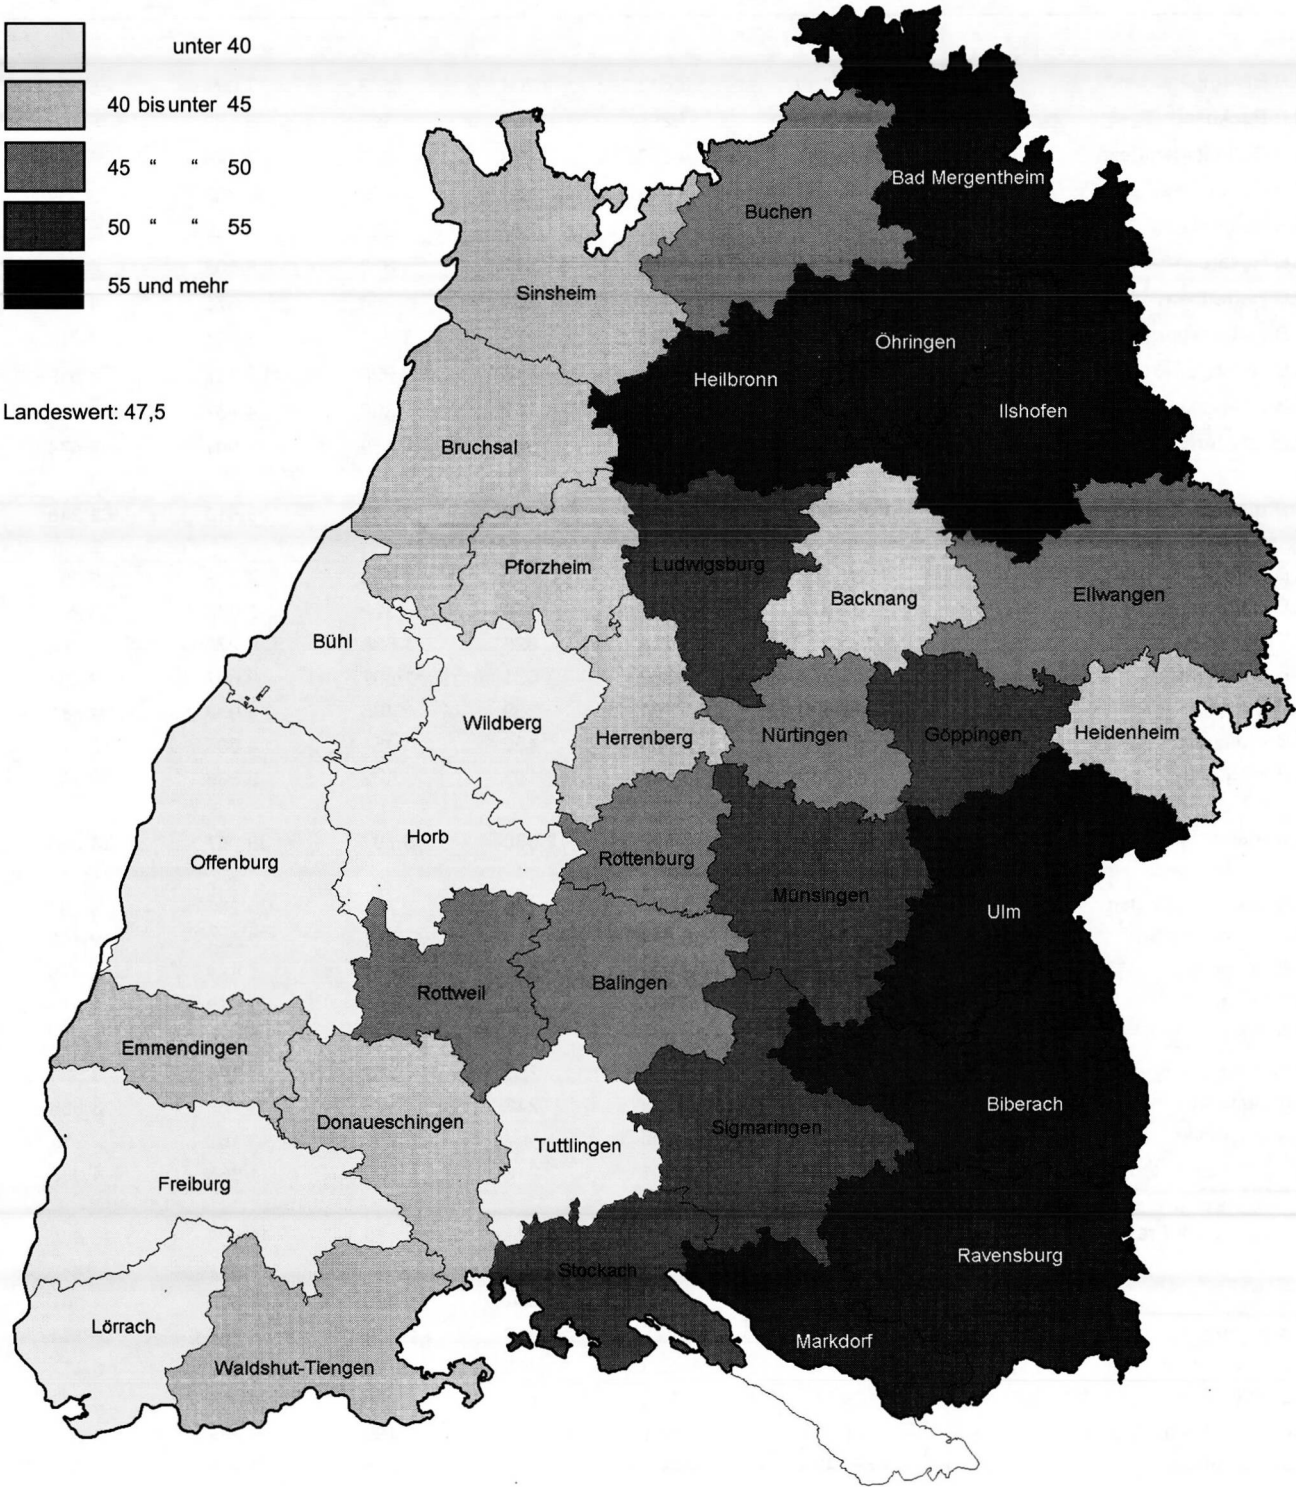 unter 40
40 bis unter 45
45 “ “ 50
50 “ “ 55
55 und mehr
Landeswert: 47,5
Bad Mergentheim
Buchen
Sinsheim
Öhringen
Heilbronn
Ilshofen
Bruchsal
Pforzheim
Ludwigsburg
Backnang
Ellwangen
Bühl
Wildberg
Herrenberg
Nürtingen
Göppingen
Heidenheim
Horb
Offenburg
Rottenburg
Münsingen
Ulm
Rottweil
Balingen
Emmendingen
Donaueschingen
Tuttlingen
Sigmaringen
Biberach
Freiburg
Ravensburg
Stockach
Lörrach
Markdorf
Waldshut-Tiengen